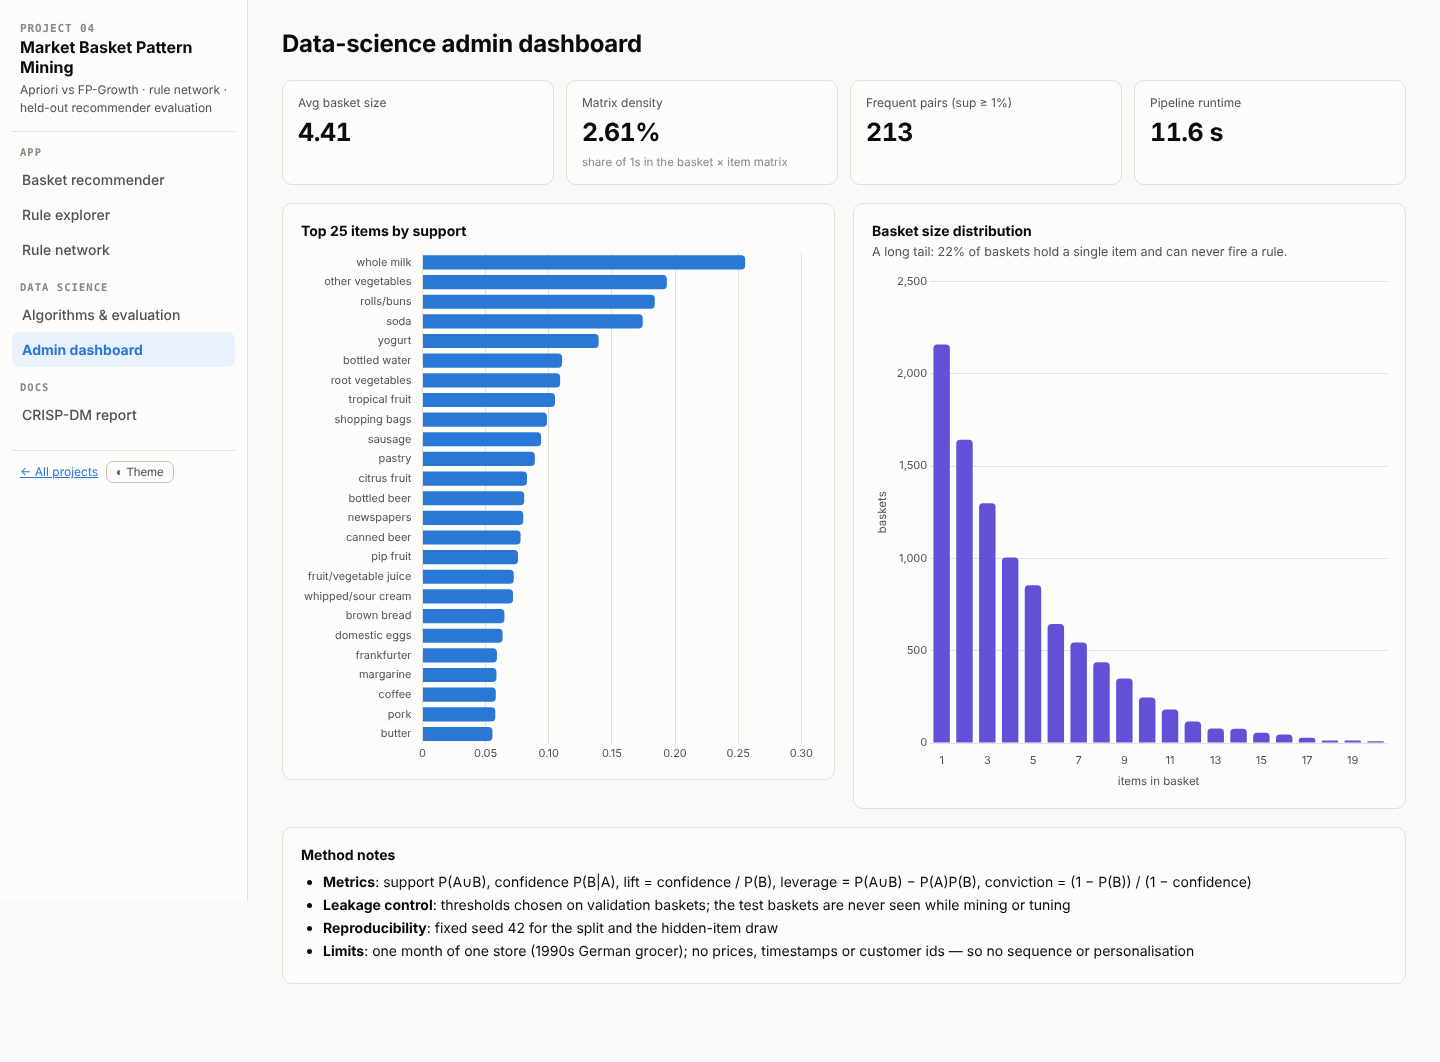 PROJECT 04
Market Basket Pattern
Mining
Apriori vs FP-Growth · rule network ·
held-out recommender evaluation
APP
Basket recommender
Rule explorer
Rule network
DATA SCIENCE
Algorithms & evaluation
Admin dashboard
DOCS
CRISP-DM report
← All projects
Theme
Data-science admin dashboard
Avg basket size
4.41
Matrix density
2.61%
share of 1s in the basket × item matrix
Frequent pairs (sup ≥ 1%)
213
Pipeline runtime
11.6 s
Top 25 items by support
whole milk
other vegetables
rolls/buns
soda
yogurt
bottled water
root vegetables
tropical fruit
shopping bags
sausage
pastry
citrus fruit
bottled beer
newspapers
canned beer
pip fruit
fruit/vegetable juice
whipped/sour cream
brown bread
domestic eggs
frankfurter
margarine
coffee
pork
butter
0 0.05 0.10 0.15 0.20 0.25 0.30
Basket size distribution
A long tail: 22% of baskets hold a single item and can never fire a rule.
2,500
2,000
1,500
1,000
500
0
baskets
1 3 5 7 9 11 13 15 17 19
items in basket
Method notes
• Metrics: support P(A∪B), confidence P(B|A), lift = confidence / P(B), leverage = P(A∪B) − P(A)P(B), conviction = (1 − P(B)) / (1 − confidence)
• Leakage control: thresholds chosen on validation baskets; the test baskets are never seen while mining or tuning
• Reproducibility: fixed seed 42 for the split and the hidden-item draw
• Limits: one month of one store (1990s German grocer); no prices, timestamps or customer ids — so no sequence or personalisation